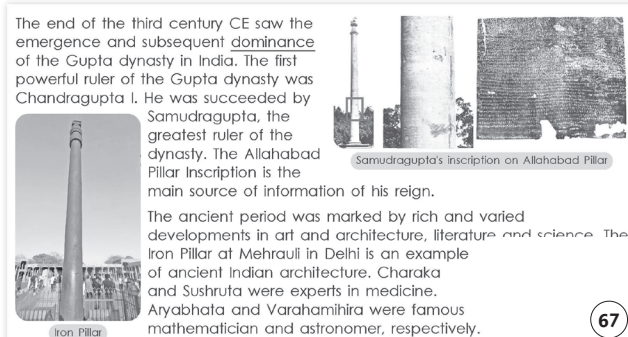 The end of the third century CE saw the
emergence and subsequent dominance
of the Gupta dynasty in India. The first
powerful ruler of the Gupta dynasty was
Chandragupta I. He was succeeded by
Samudragupta, the
greatest ruler of the
dynasty. The Allahabad
Pillar Inscription is the
main source of information of his reign.
Samudragupta's inscription on Allahabad Pillar
The ancient period was marked by rich and varied
developments in art and architecture, literature and science. The
Iron Pillar at Mehrauli in Delhi is an example
of ancient Indian architecture. Charaka
and Sushruta were experts in medicine.
Aryabhata and Varahamihira were famous
mathematician and astronomer, respectively.
Iron Pillar
67